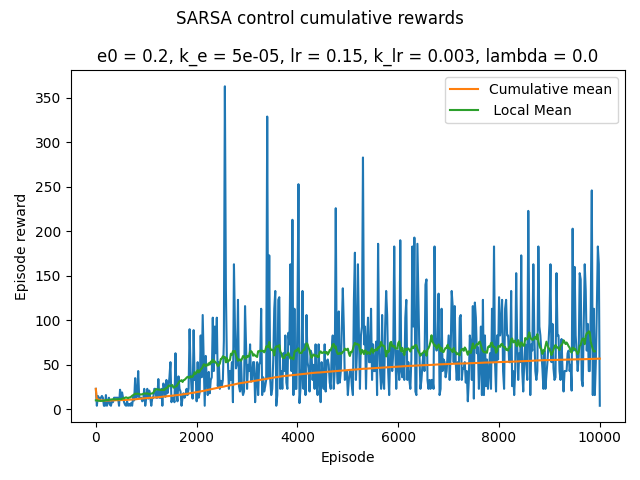 SARSA control cumulative rewards
e0 = 0.2, k_e = 5e-05, lr = 0.15, k_lr = 0.003, lambda = 0.0
Cumulative mean
Local Mean
350
300
250
200
150
100
50
0
Episode reward
0 2000 4000 6000 8000 10000
Episode